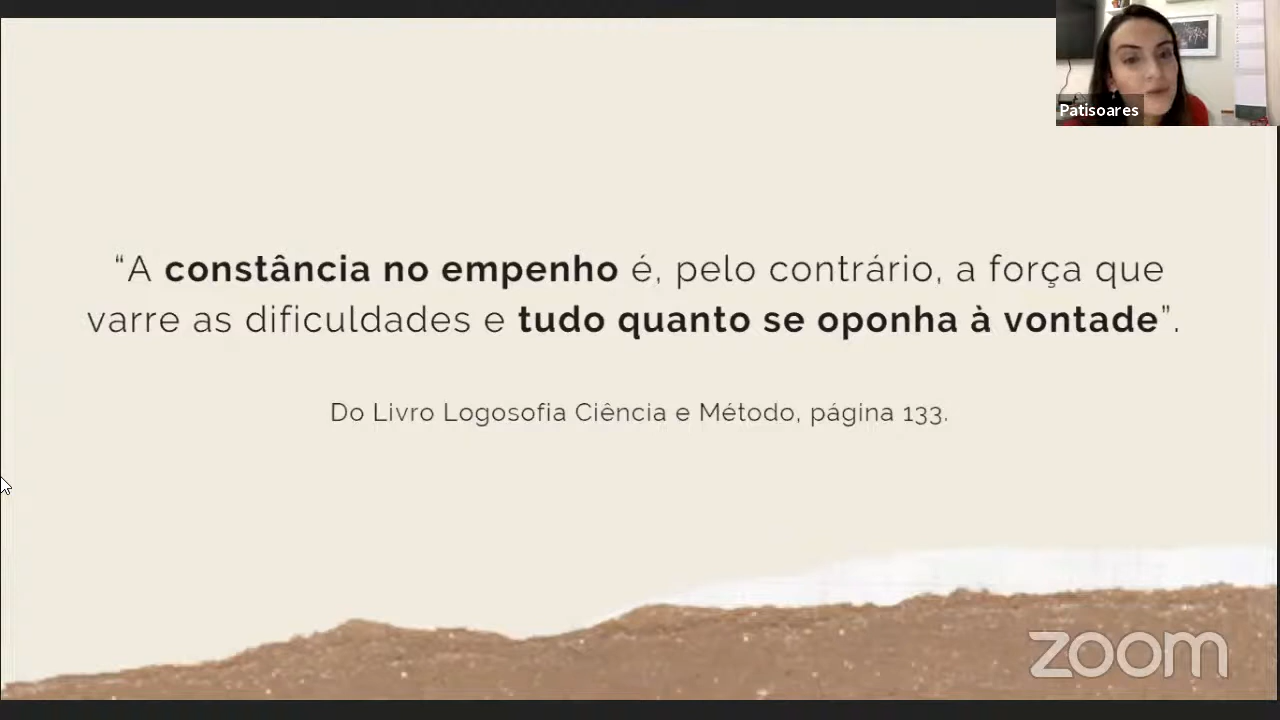 Patisoares
“A constância no empenho é, pelo contrário, a força que
varre as dificuldades e tudo quanto se oponha à vontade”.
Do Livro Logosofia Ciência e Método, página 133.
zoom